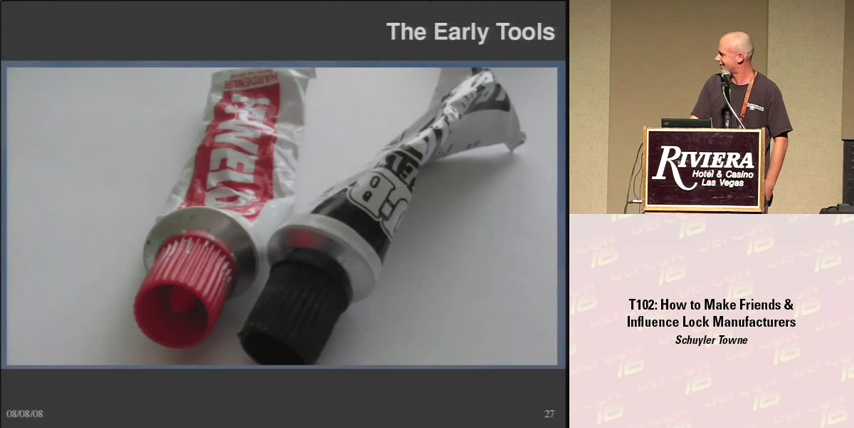 The Early Tools
HARDENER
J-B
08/08/08
27
RIVIERA
Hotel & Casino
Las Vegas
T102: How to Make Friends &
Influence Lock Manufacturers
Schuyler Towne